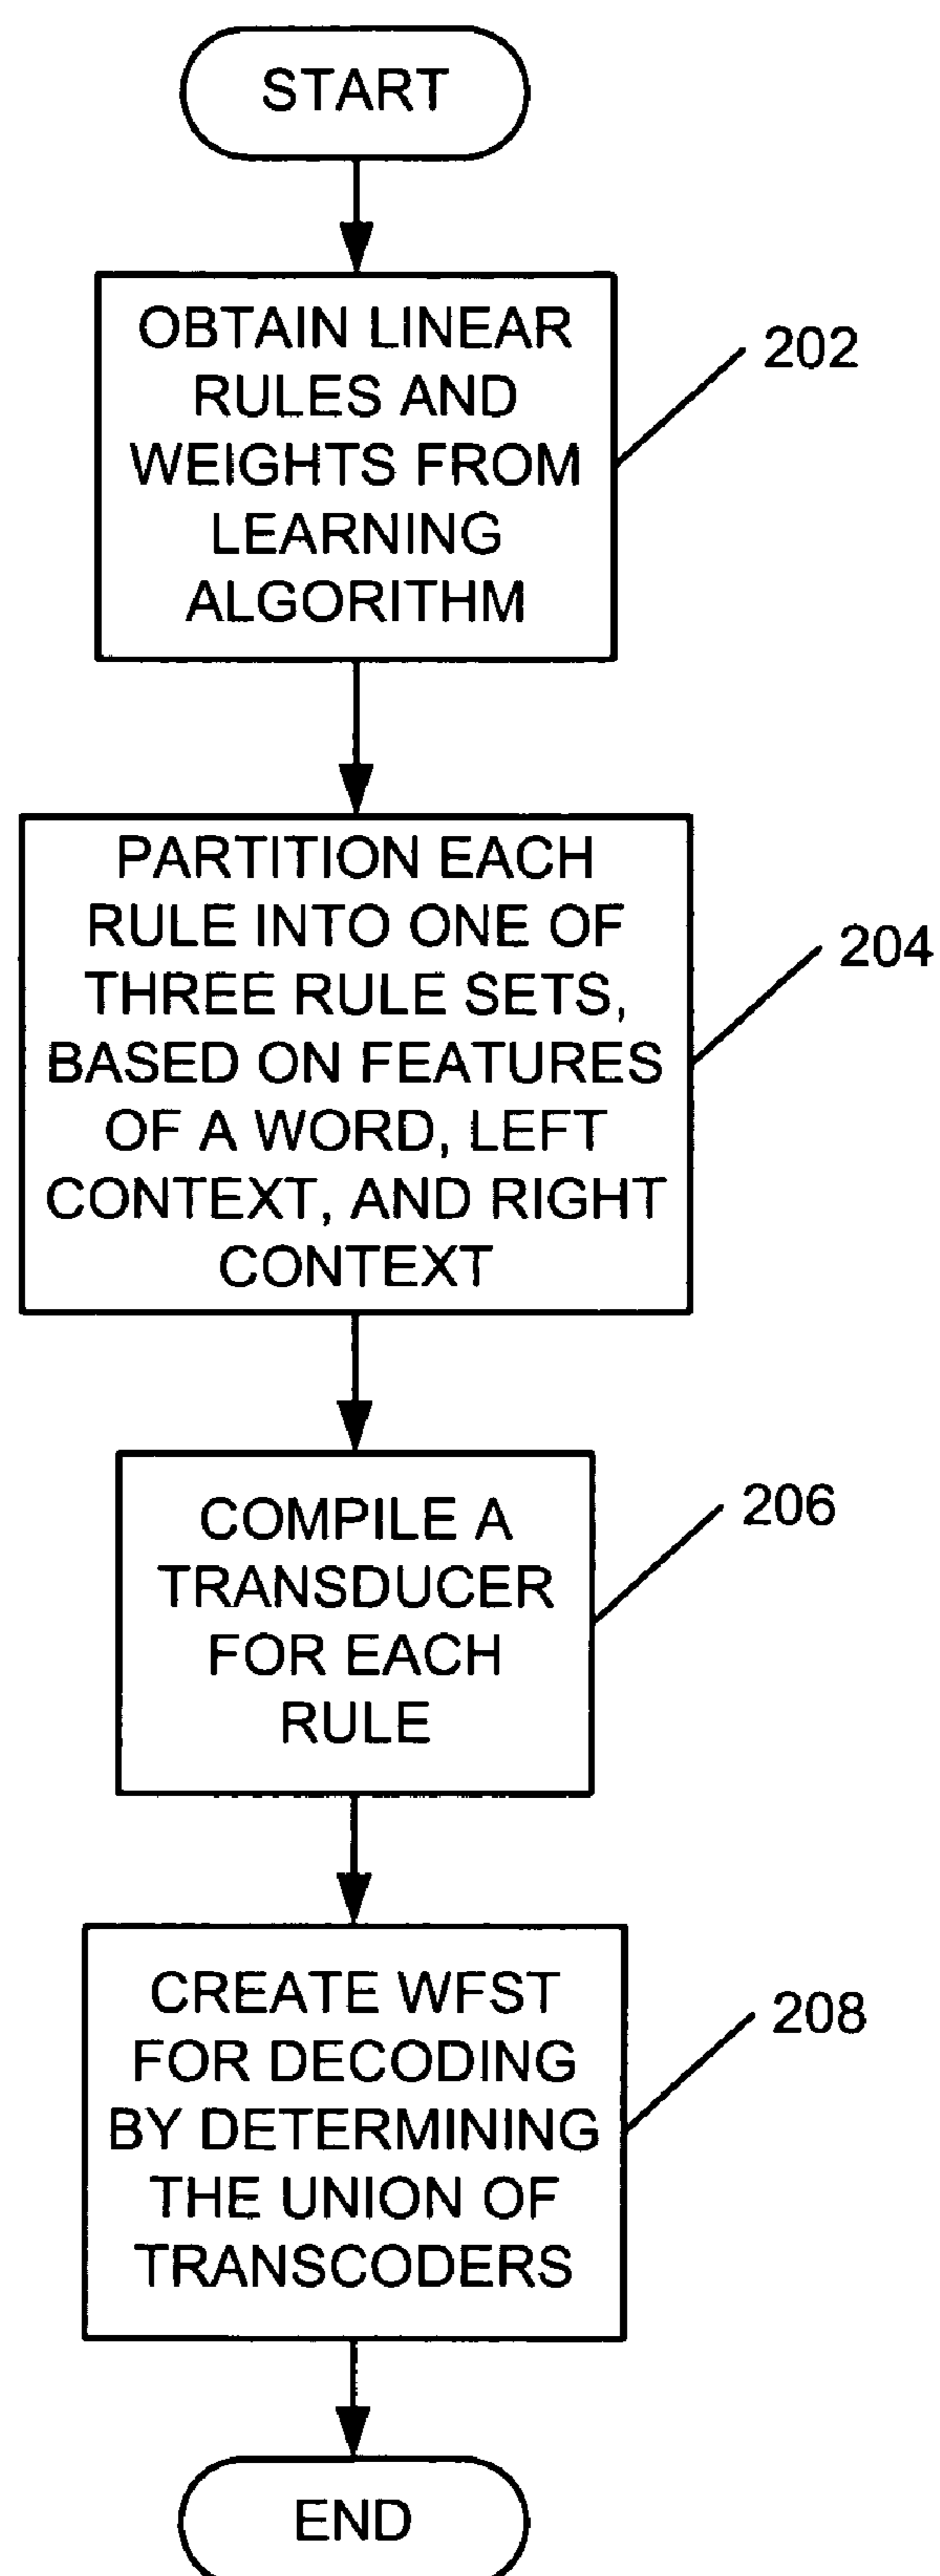 START
OBTAIN LINEAR
RULES AND
WEIGHTS FROM
LEARNING
ALGORITHM
202
PARTITION EACH
RULE INTO ONE OF
THREE RULE SETS,
BASED ON FEATURES
OF A WORD, LEFT
CONTEXT, AND RIGHT
CONTEXT
204
COMPILE A
TRANSDUCER
FOR EACH
RULE
206
CREATE WFST
FOR DECODING
BY DETERMINING
THE UNION OF
TRANSCODERS
208
END